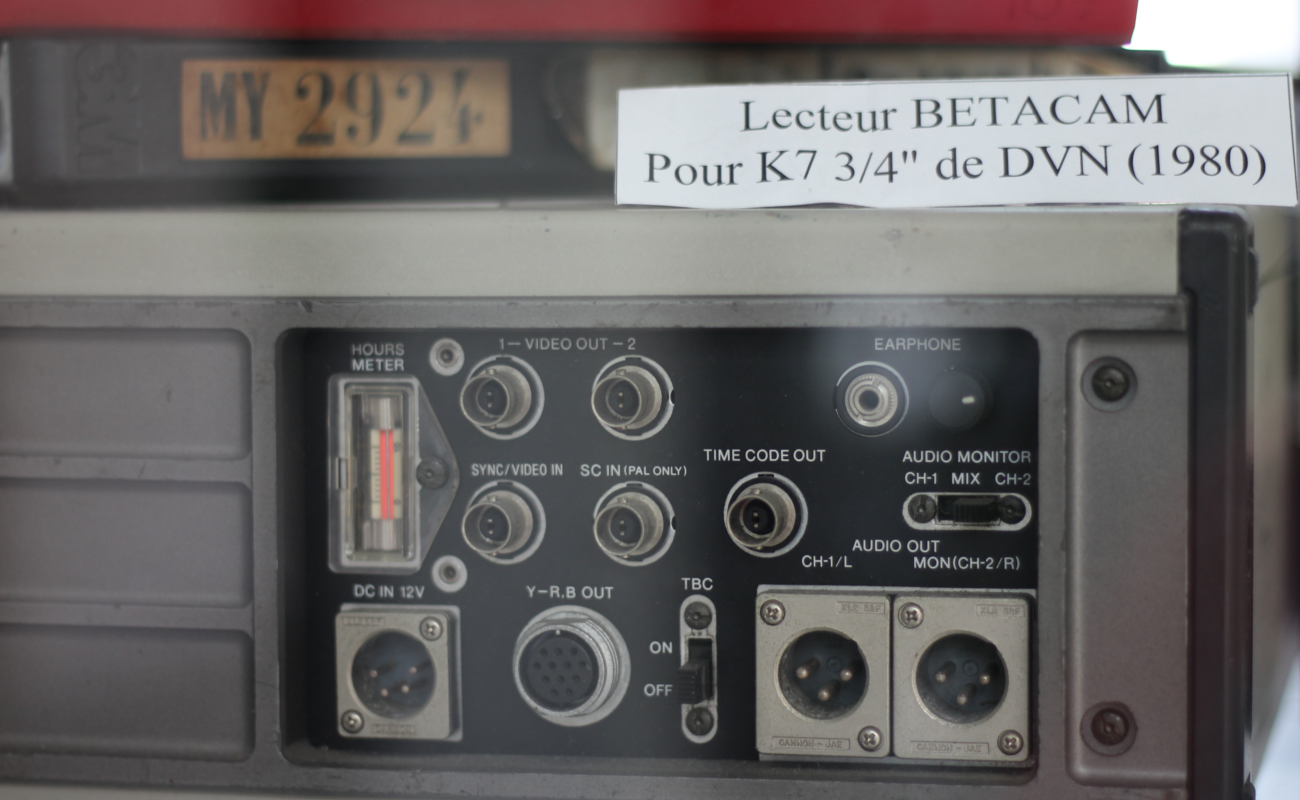 MY 2924
Lecteur BETACAM
Pour K7 3/4" de DVN (1980)
HOURS
METER
1 — VIDEO OUT — 2
EARPHONE
SYNC/VIDEO IN
SC IN (PAL ONLY)
TIME CODE OUT
AUDIO MONITOR
CH-1 MIX CH-2
AUDIO OUT
CH-1/L
MON(CH-2/R)
DC IN 12V
Y—R,B OUT
TBC
ON
OFF